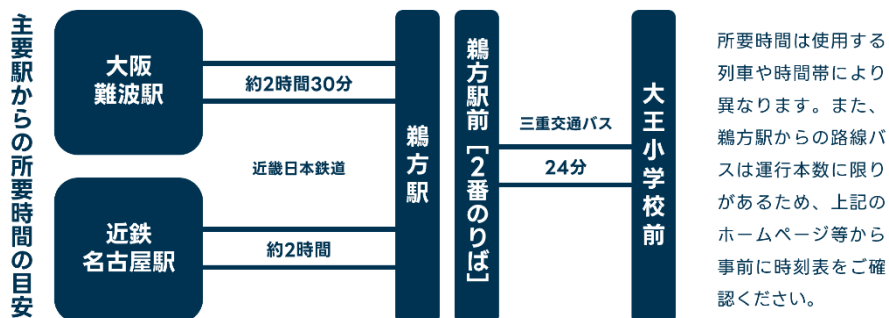 主要駅からの所要時間の目安
大阪
難波駅
約2時間30分
近畿日本鉄道
近鉄
名古屋駅
約2時間
鵜方駅
鵜方駅前［2番のりば］
三重交通バス
24分
大王小学校前
所要時間は使用する
列車や時間帯により
異なります。また、
鵜方駅からの路線バ
スは運行本数に限り
があるため、上記の
ホームページ等から
事前に時刻表をご確
認ください。